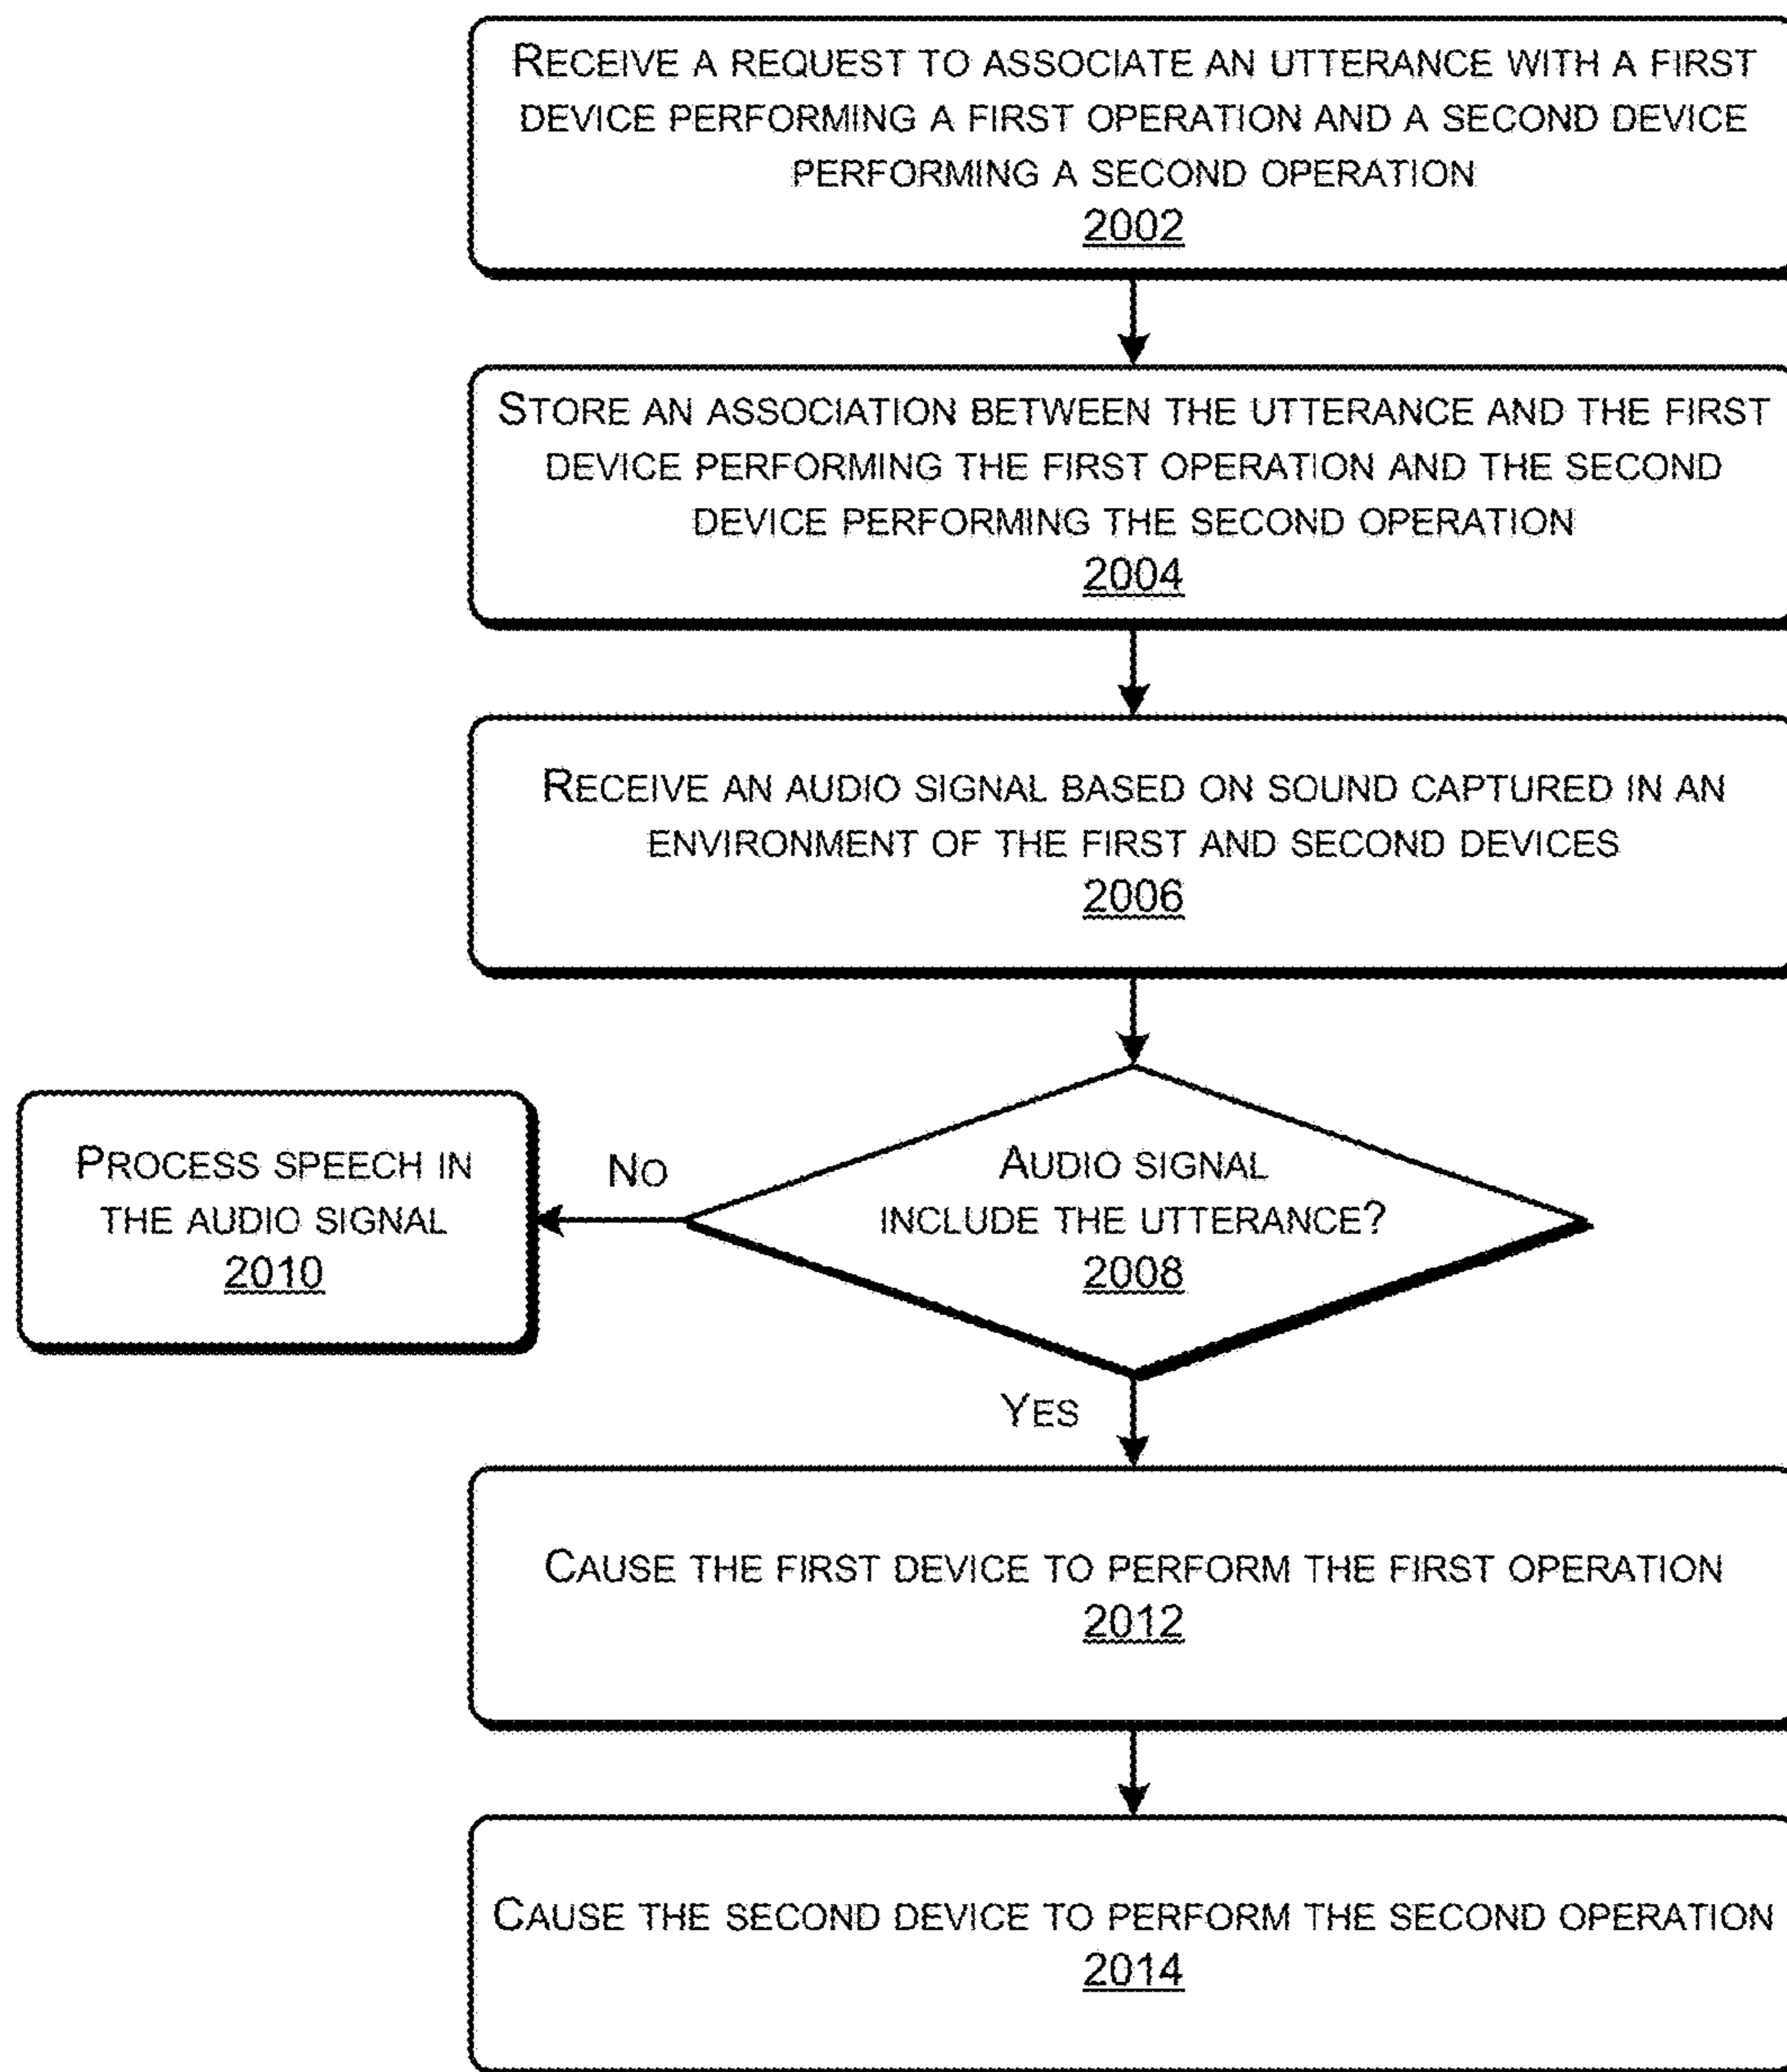 RECEIVE A REQUEST TO ASSOCIATE AN UTTERANCE WITH A FIRST
DEVICE PERFORMING A FIRST OPERATION AND A SECOND DEVICE
PERFORMING A SECOND OPERATION
2002
STORE AN ASSOCIATION BETWEEN THE UTTERANCE AND THE FIRST
DEVICE PERFORMING THE FIRST OPERATION AND THE SECOND
DEVICE PERFORMING THE SECOND OPERATION
2004
RECEIVE AN AUDIO SIGNAL BASED ON SOUND CAPTURED IN AN
ENVIRONMENT OF THE FIRST AND SECOND DEVICES
2006
AUDIO SIGNAL
INCLUDE THE UTTERANCE?
2008
NO
PROCESS SPEECH IN
THE AUDIO SIGNAL
2010
YES
CAUSE THE FIRST DEVICE TO PERFORM THE FIRST OPERATION
2012
CAUSE THE SECOND DEVICE TO PERFORM THE SECOND OPERATION
2014